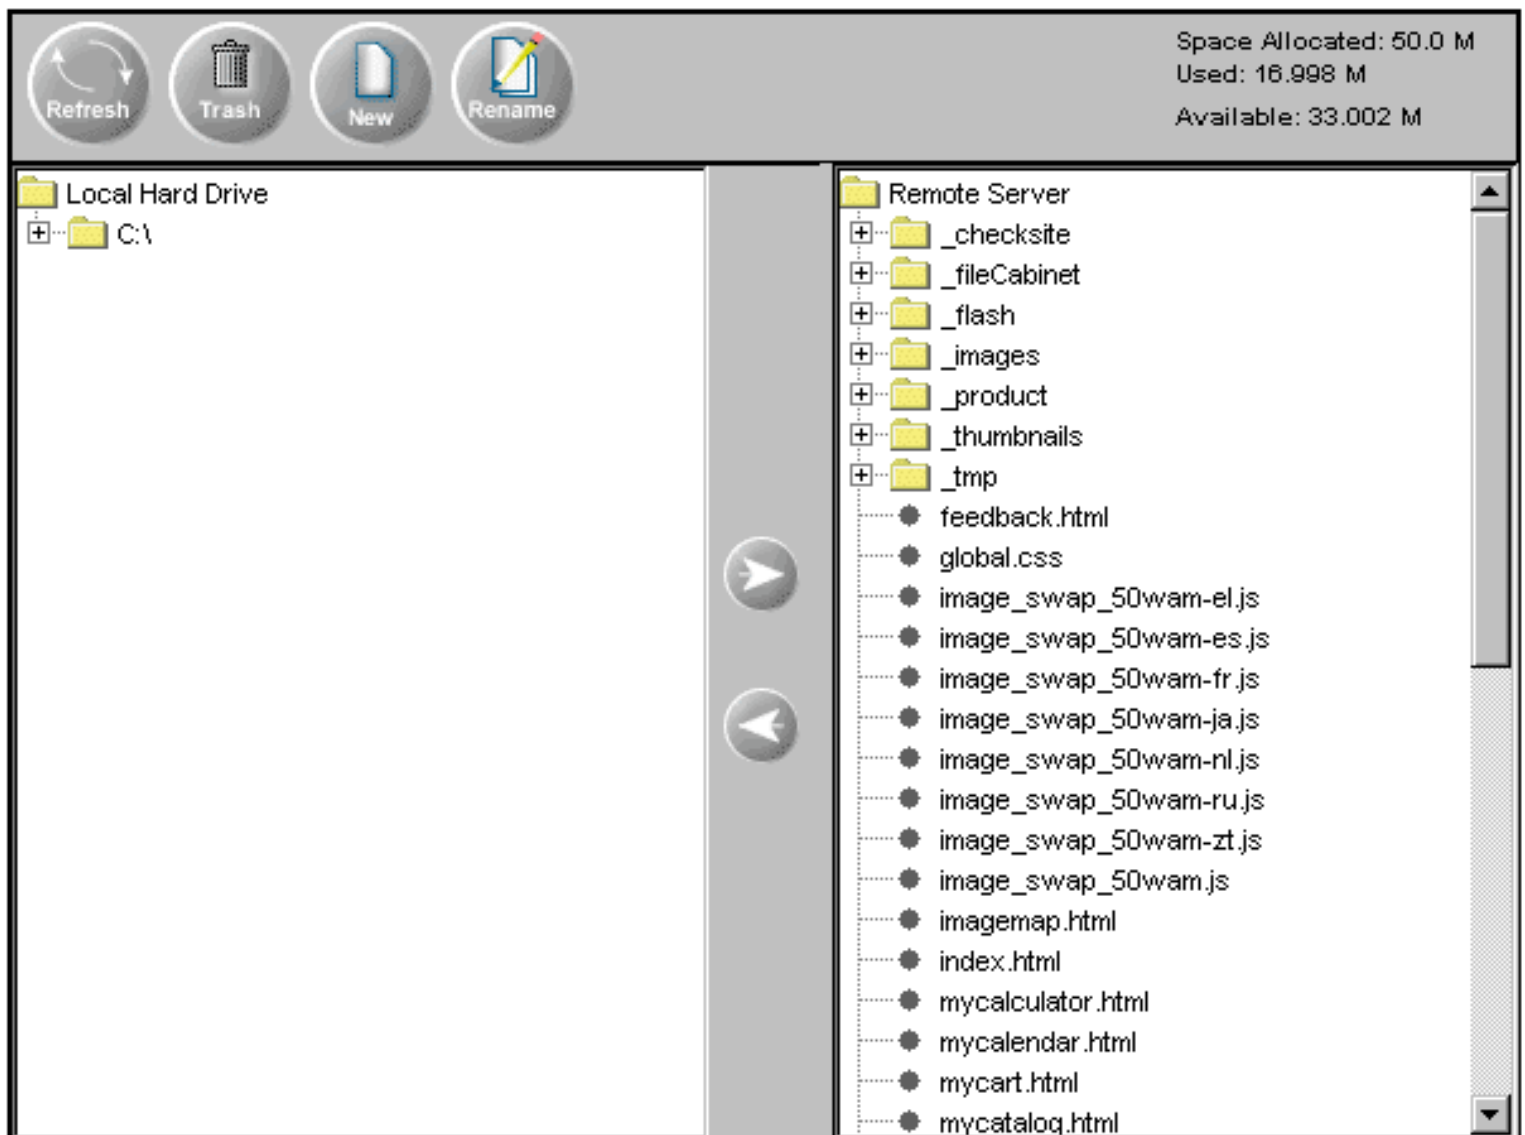 Refresh
Trash
New
Rename
Space Allocated: 50.0 M
Used: 16.998 M
Available: 33.002 M
Local Hard Drive
C:\
Remote Server
_checksite
_fileCabinet
_flash
_images
_product
_thumbnails
_tmp
feedback.html
global.css
image_swap_50wam-el.js
image_swap_50wam-es.js
image_swap_50wam-fr.js
image_swap_50wam-ja.js
image_swap_50wam-nl.js
image_swap_50wam-ru.js
image_swap_50wam-zt.js
image_swap_50wam.js
imagemap.html
index.html
mycalculator.html
mycalendar.html
mycart.html
mycatalog.html